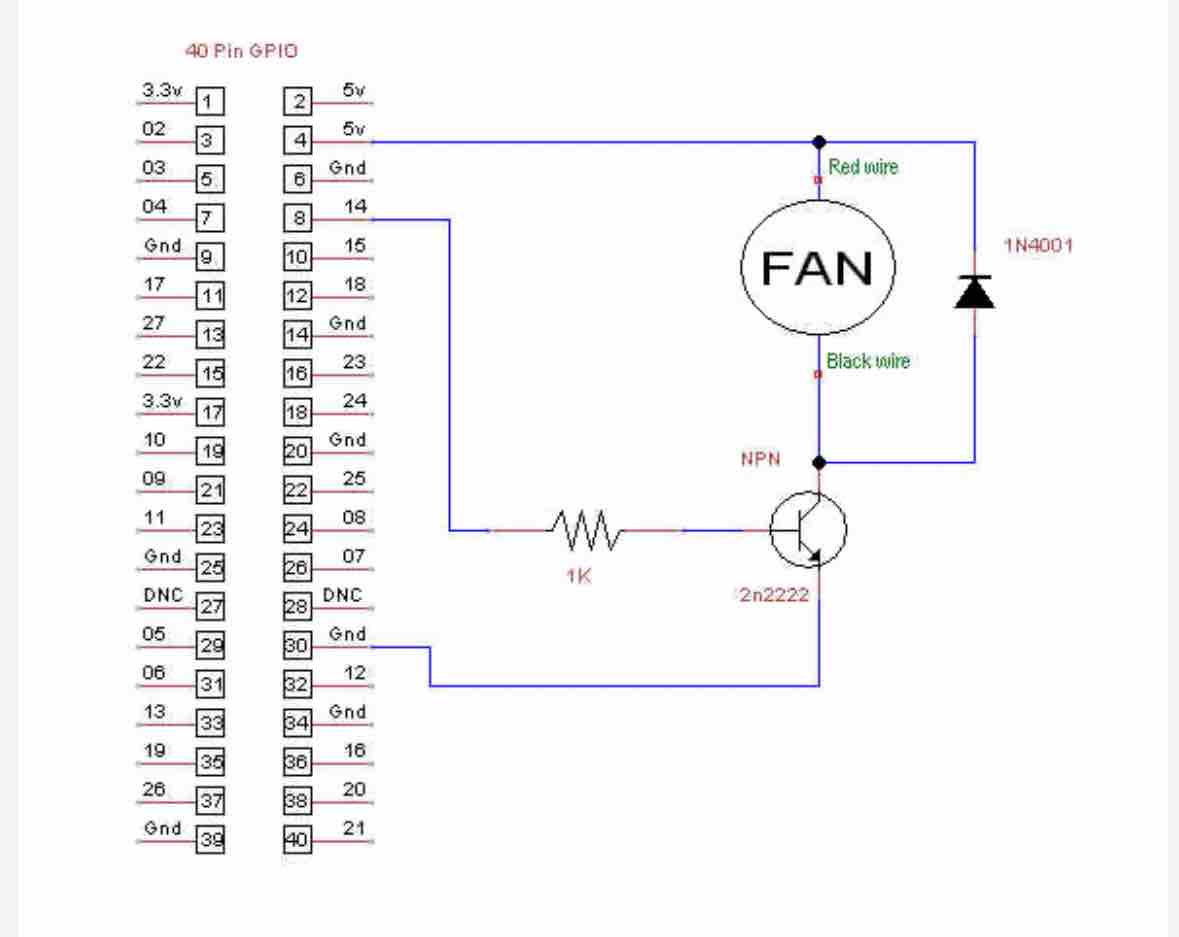 40 Pin GPIO
3.3v 1 2 5v
02 3 4 5v
03 5 6 Gnd
04 7 8 14
Gnd 9 10 15
17 11 12 18
27 13 14 Gnd
22 15 16 23
3.3v 17 18 24
10 19 20 Gnd
09 21 22 25
11 23 24 08
Gnd 25 26 07
DNC 27 28 DNC
05 29 30 Gnd
06 31 32 12
13 33 34 Gnd
19 35 36 16
26 37 38 20
Gnd 39 40 21
Red wire
FAN
1N4001
Black wire
NPN
1K
2n2222